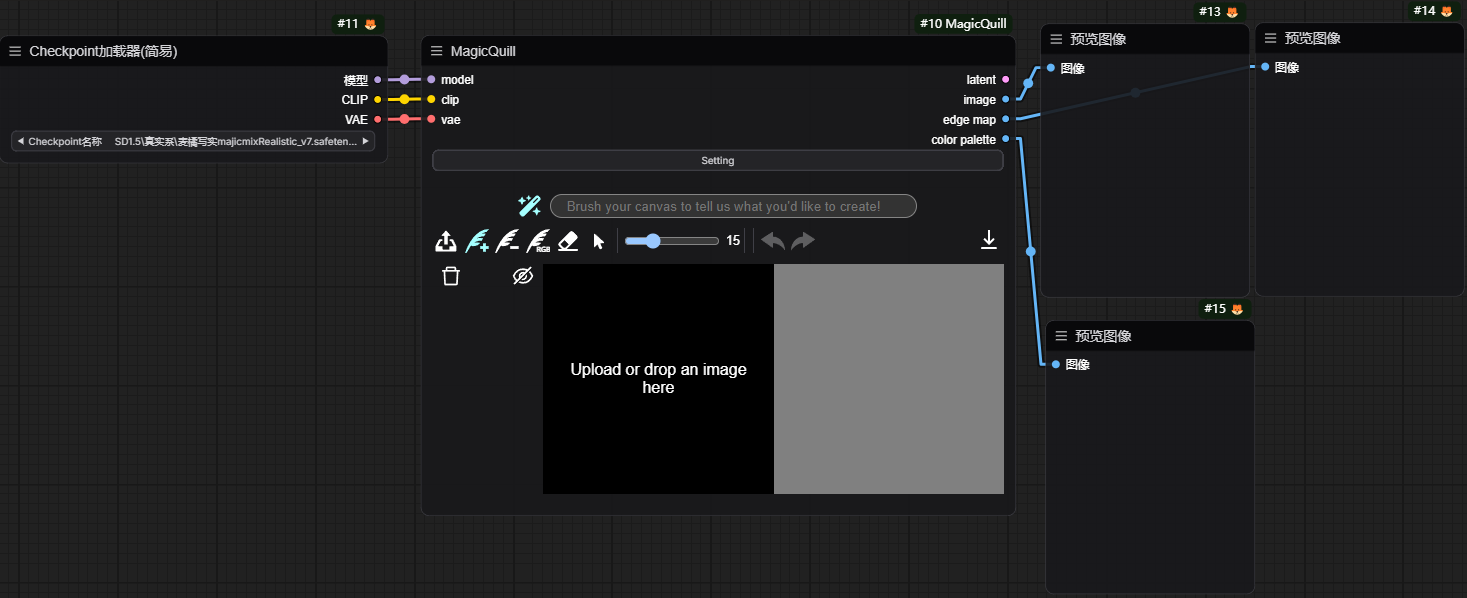 #11
Checkpoint加载器(简易)
模型
CLIP
VAE
Checkpoint名称 SD1.5\真实系\麦橘写实majicmixRealistic_v7.safeten...
#10 MagicQuill
MagicQuill
model
clip
vae
latent
image
edge map
color palette
Setting
Brush your canvas to tell us what you'd like to create!
RGB
15
Upload or drop an image
here
#13
预览图像
图像
#14
预览图像
图像
#15
预览图像
图像